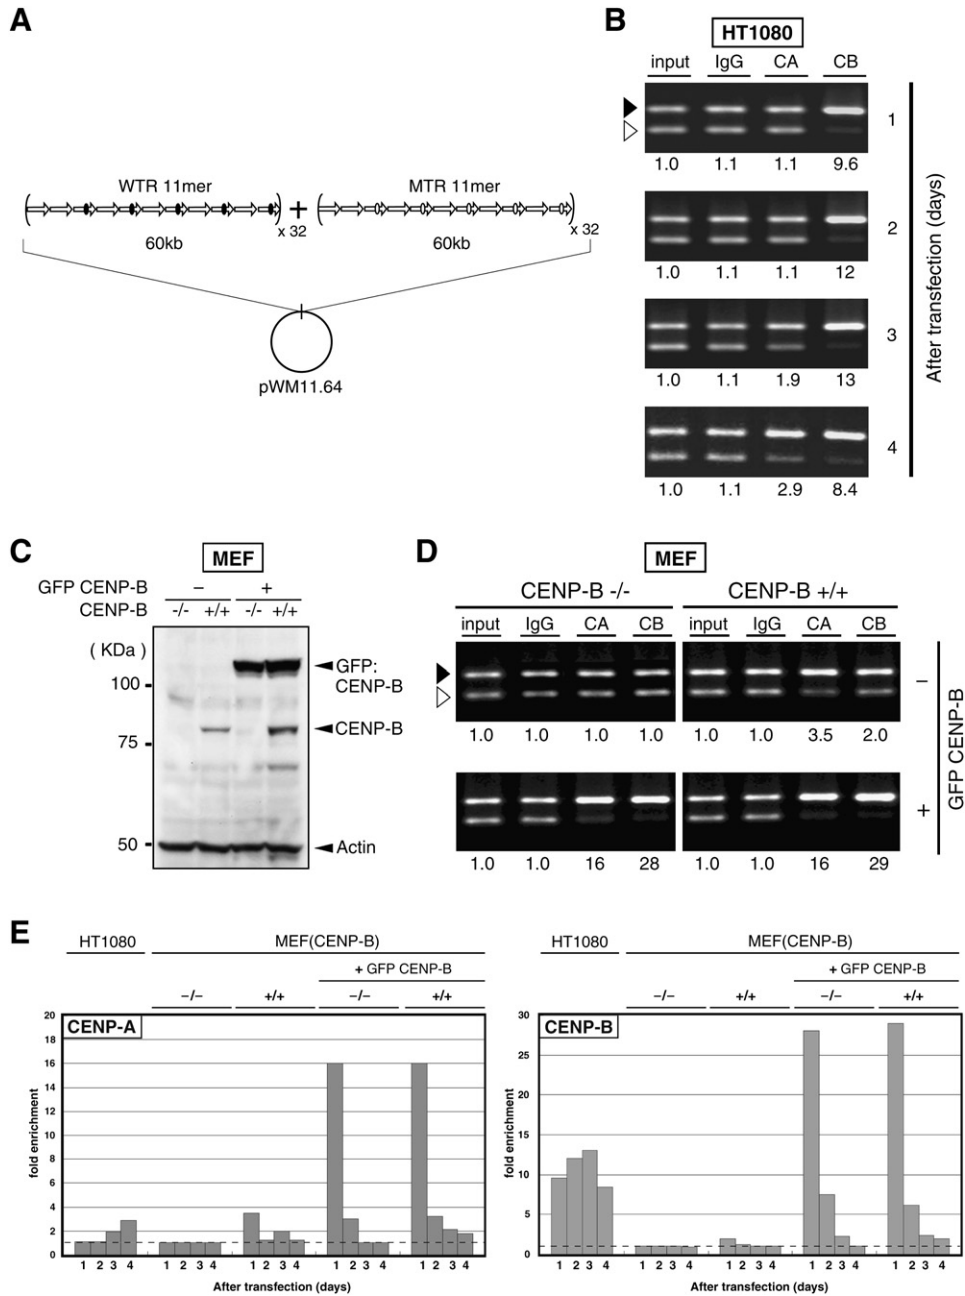 A
WTR 11mer
MTR 11mer
+
x 32
x 32
60kb
60kb
pWM11.64
B
HT1080
input IgG CA CB
1.0 1.1 1.1 9.6
1
1.0 1.1 1.1 12
2
1.0 1.1 1.9 13
3
1.0 1.1 2.9 8.4
4
After transfection (days)
C
MEF
GFP CENP-B – +
CENP-B -/- +/+ -/- +/+
( KDa )
100
75
50
GFP:
CENP-B
CENP-B
Actin
D
MEF
CENP-B -/- CENP-B +/+
input IgG CA CB input IgG CA CB
1.0 1.0 1.0 1.0 1.0 1.0 3.5 2.0
–
1.0 1.0 16 28 1.0 1.0 16 29
+
GFP CENP-B
E
HT1080 MEF(CENP-B)
+ GFP CENP-B
–/– +/+ –/– +/+
CENP-A
fold enrichment
20
18
16
14
12
10
8
6
4
2
0
1 2 3 4 1 2 3 4 1 2 3 4 1 2 3 4 1 2 3 4
After transfection (days)
HT1080 MEF(CENP-B)
+ GFP CENP-B
–/– +/+ –/– +/+
CENP-B
fold enrichment
30
25
20
15
10
5
0
1 2 3 4 1 2 3 4 1 2 3 4 1 2 3 4 1 2 3 4
After transfection (days)